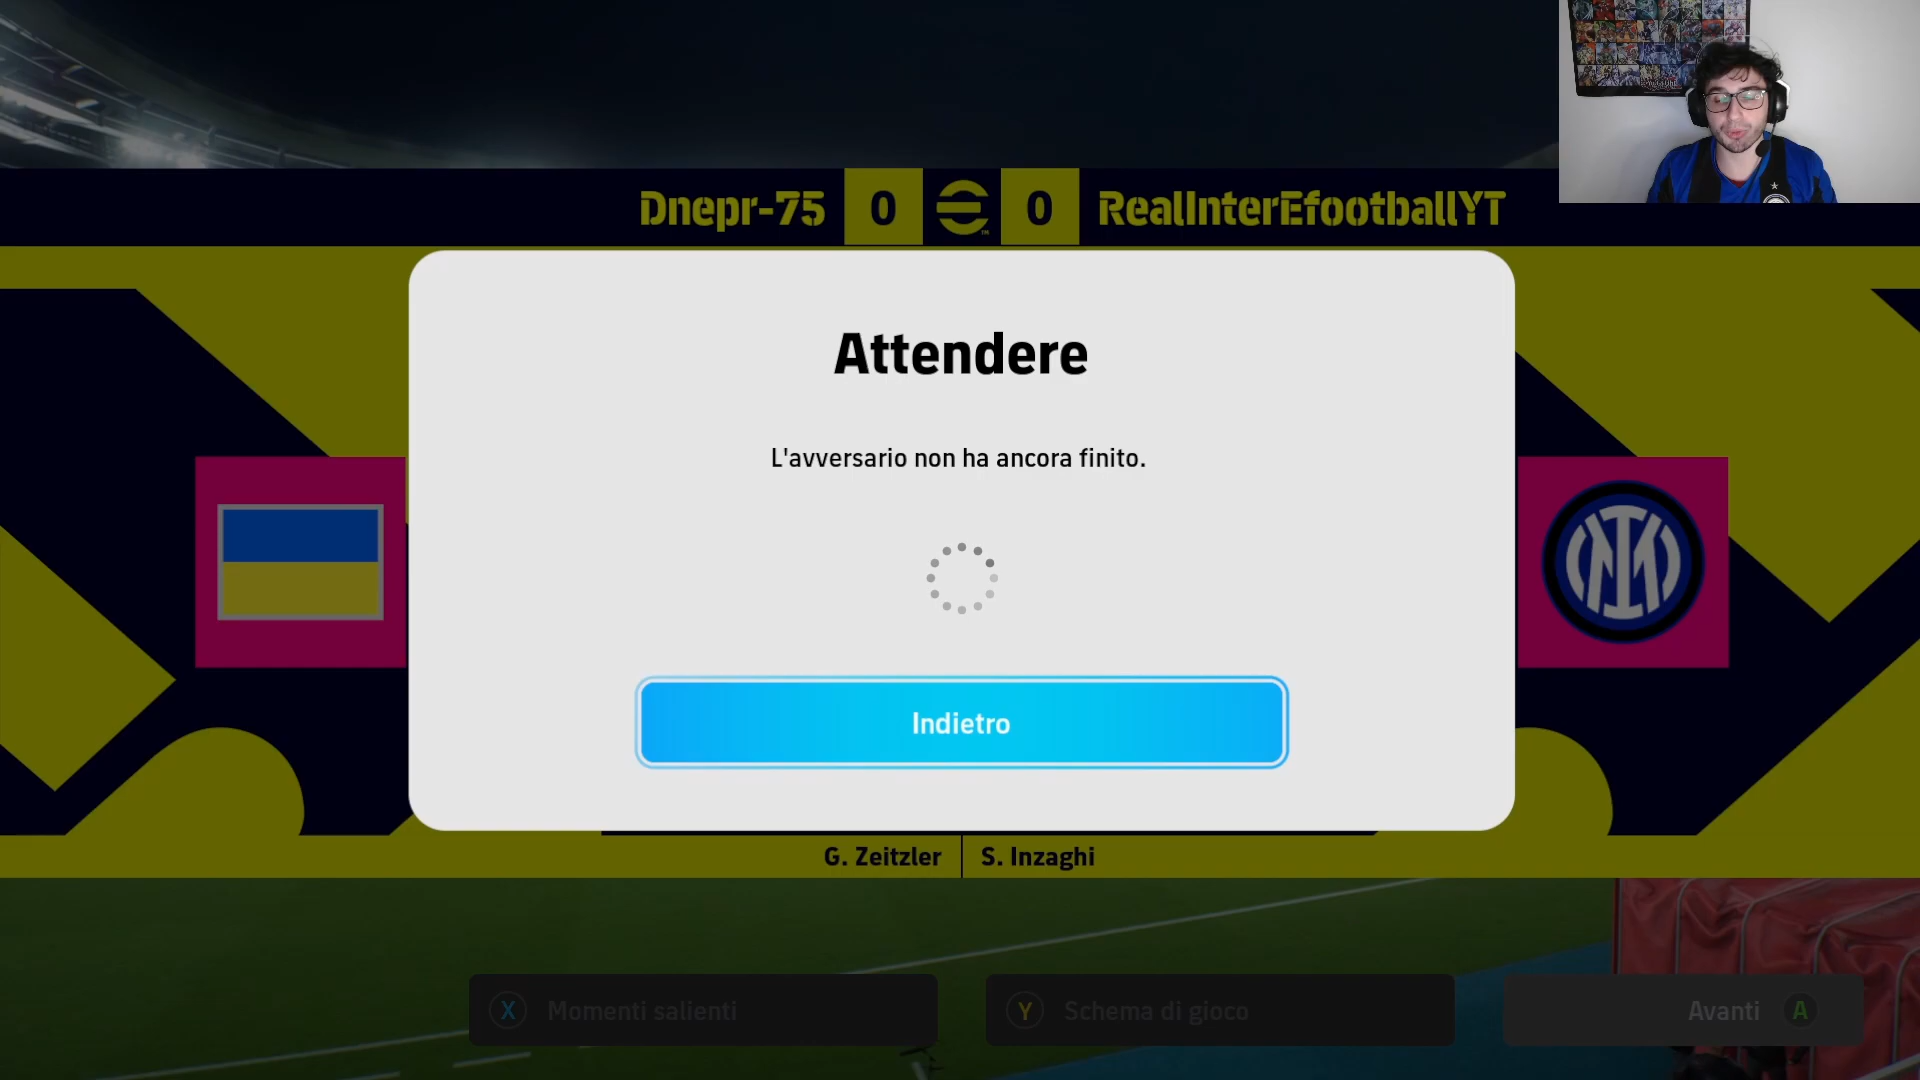 Dnepr-75 0 0 RealInterEfootballYT
Attendere
L'avversario non ha ancora finito.
Indietro
G. Zeitzler S. Inzaghi
X Momenti salienti Y Schema di gioco Avanti A